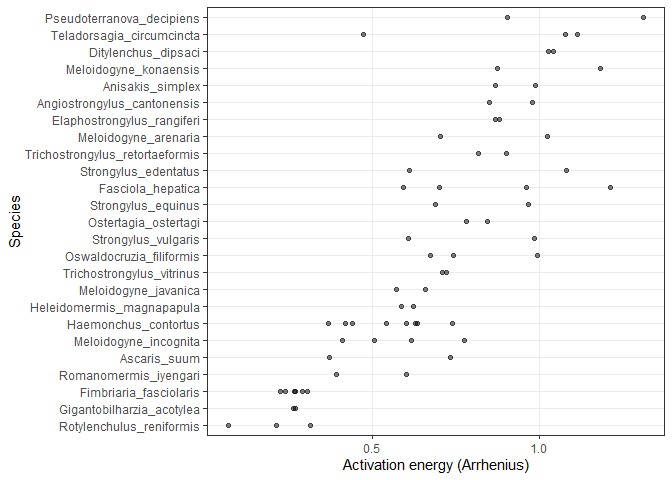 Pseudoterranova_decipiens
Teladorsagia_circumcincta
Ditylenchus_dipsaci
Meloidogyne_konaensis
Anisakis_simplex
Angiostrongylus_cantonensis
Elaphostrongylus_rangiferi
Meloidogyne_arenaria
Trichostrongylus_retortaeformis
Strongylus_edentatus
Fasciola_hepatica
Strongylus_equinus
Ostertagia_ostertagi
Strongylus_vulgaris
Oswaldocruzia_filiformis
Trichostrongylus_vitrinus
Meloidogyne_javanica
Heleidomermis_magnapapula
Haemonchus_contortus
Meloidogyne_incognita
Ascaris_suum
Romanomermis_iyengari
Fimbriaria_fasciolaris
Gigantobilharzia_acotylea
Rotylenchulus_reniformis
Species
0.5 1.0
Activation energy (Arrhenius)